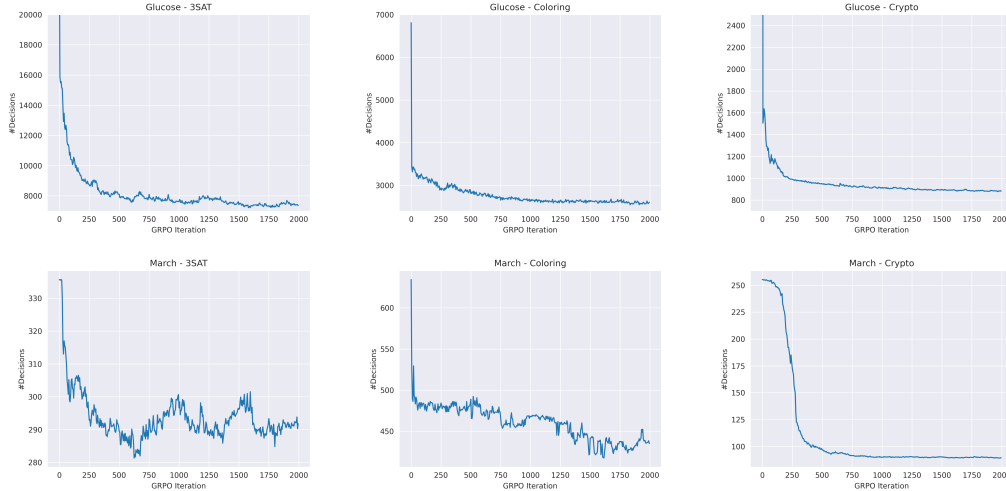 Glucose - 3SAT
20000
18000
16000
14000
12000
10000
8000
#Decisions
0 250 500 750 1000 1250 1500 1750 2000
GRPO Iteration
Glucose - Coloring
7000
6000
5000
4000
3000
#Decisions
0 250 500 750 1000 1250 1500 1750 2000
GRPO Iteration
Glucose - Crypto
2400
2200
2000
1800
1600
1400
1200
1000
800
#Decisions
0 250 500 750 1000 1250 1500 1750 2000
GRPO Iteration
March - 3SAT
330
320
310
300
290
280
#Decisions
0 250 500 750 1000 1250 1500 1750 2000
GRPO Iteration
March - Coloring
600
550
500
450
#Decisions
0 250 500 750 1000 1250 1500 1750 2000
GRPO Iteration
March - Crypto
250
225
200
175
150
125
100
#Decisions
0 250 500 750 1000 1250 1500 1750 2000
GRPO Iteration